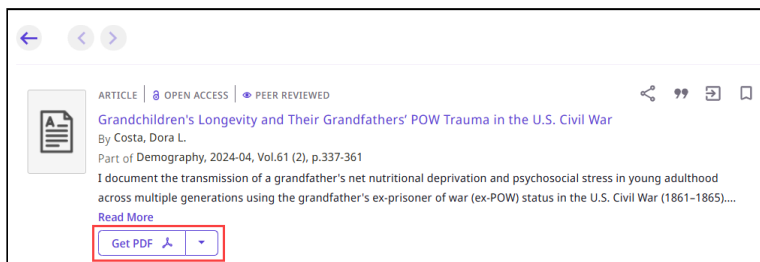 ARTICLE | OPEN ACCESS | PEER REVIEWED
Grandchildren's Longevity and Their Grandfathers' POW Trauma in the U.S. Civil War
By Costa, Dora L.
Part of Demography, 2024-04, Vol.61 (2), p.337-361
I document the transmission of a grandfather's net nutritional deprivation and psychosocial stress in young adulthood
across multiple generations using the grandfather's ex-prisoner of war (ex-POW) status in the U.S. Civil War (1861–1865)....
Read More
Get PDF